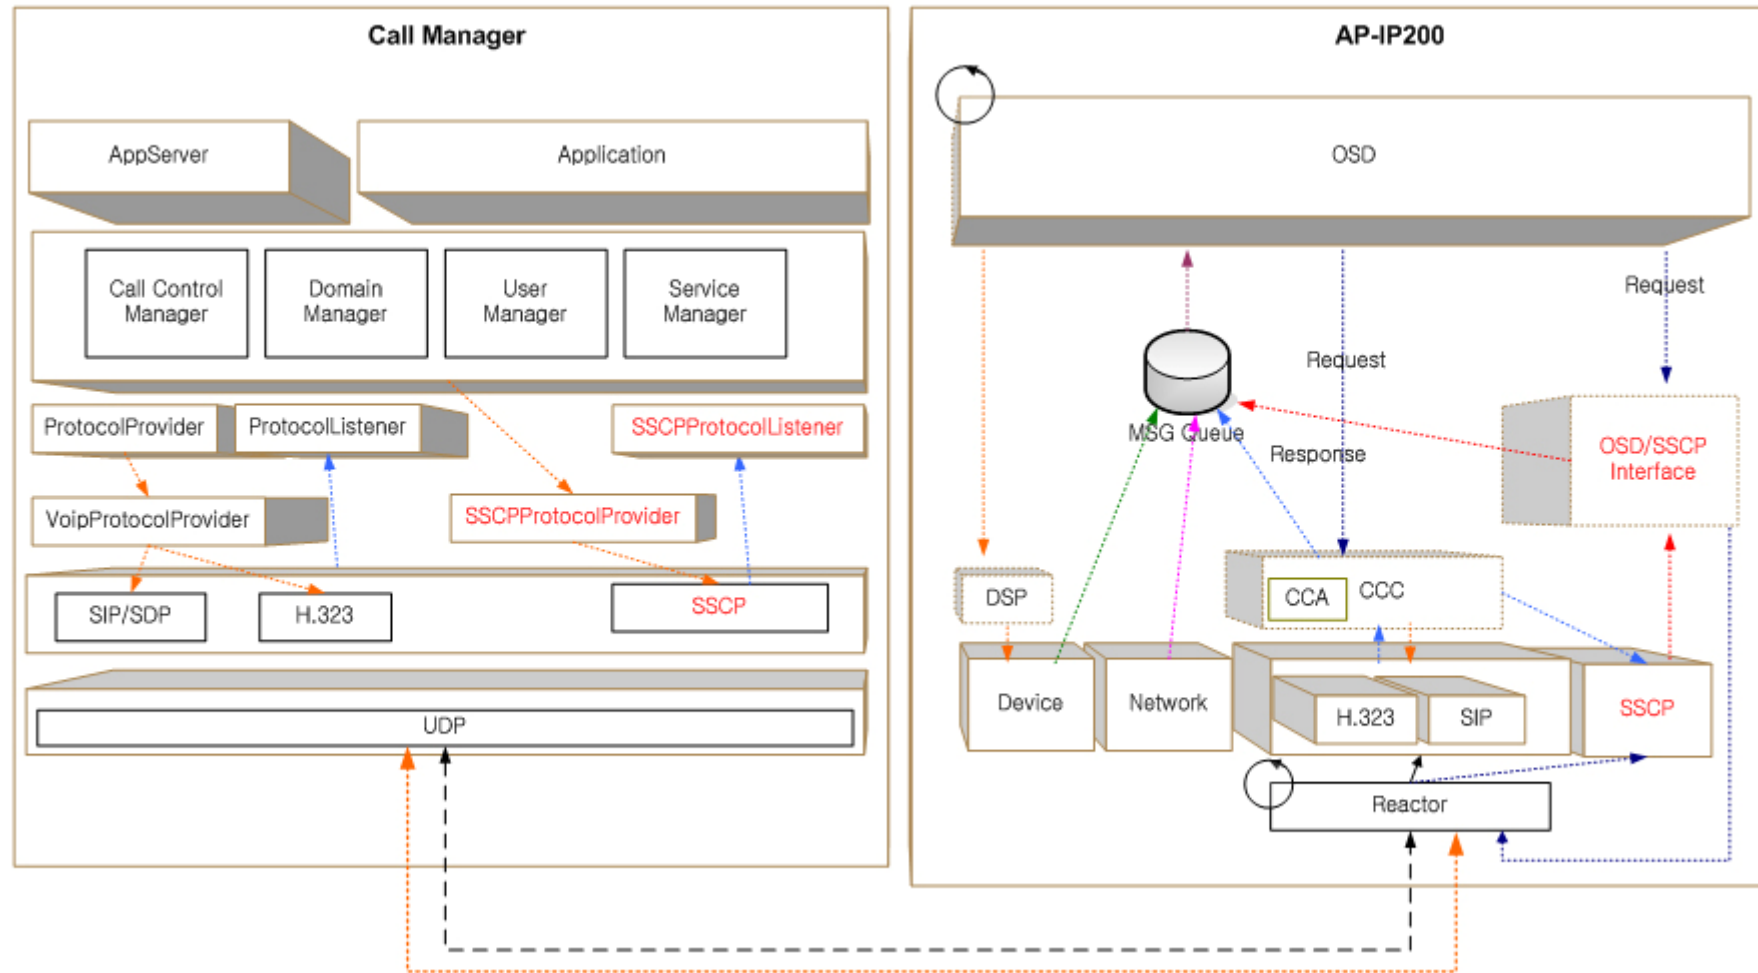 Call Manager
AppServer
Application
Call Control
Manager
Domain
Manager
User
Manager
Service
Manager
ProtocolProvider
ProtocolListener
SSCPProtocolListener
VoipProtocolProvider
SSCPProtocolProvider
SIP/SDP
H.323
SSCP
UDP
AP-IP200
OSD
Request
Request
MSG Queue
Response
OSD/SSCP
Interface
DSP
CCA
CCC
Device
Network
H.323
SIP
SSCP
Reactor